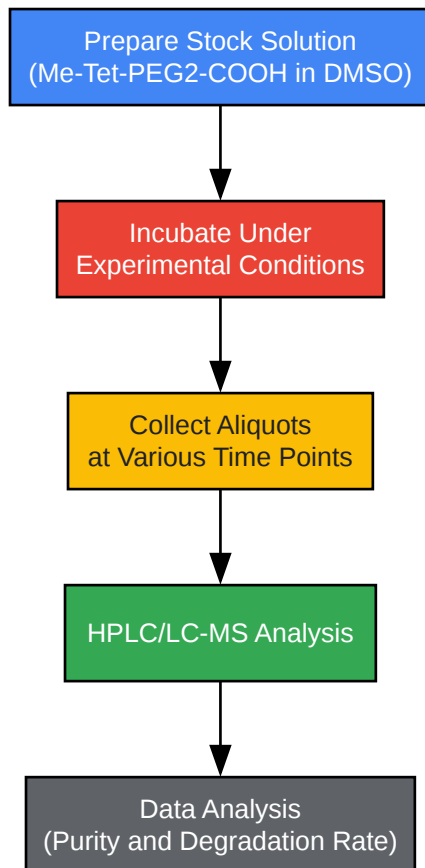 Prepare Stock Solution
(Me-Tet-PEG2-COOH in DMSO)
Incubate Under
Experimental Conditions
Collect Aliquots
at Various Time Points
HPLC/LC-MS Analysis
Data Analysis
(Purity and Degradation Rate)